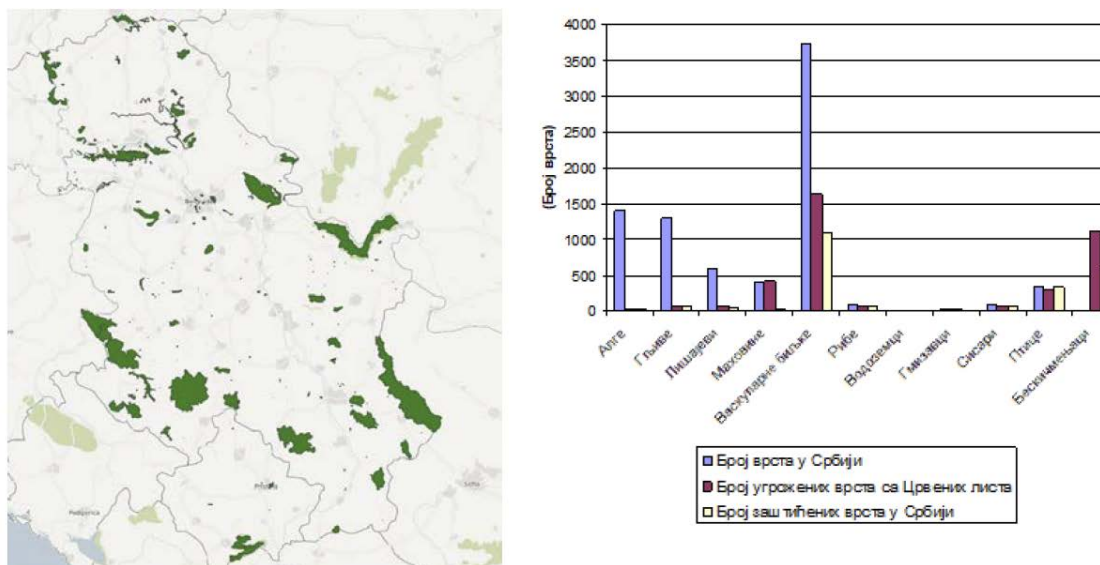 Podgorica
4000
3500
3000
2500
2000
1500
1000
500
0
(Број врста)
Алге
Гљиве
Лишајеви
Маховине
Васкуларне биљке
Рибе
Водоземци
Гмизавци
Сисари
Птице
Бескичмењаци
Број врста у Србији
Број угрожених врста са Црвених листа
Број заштићених врста у Србији